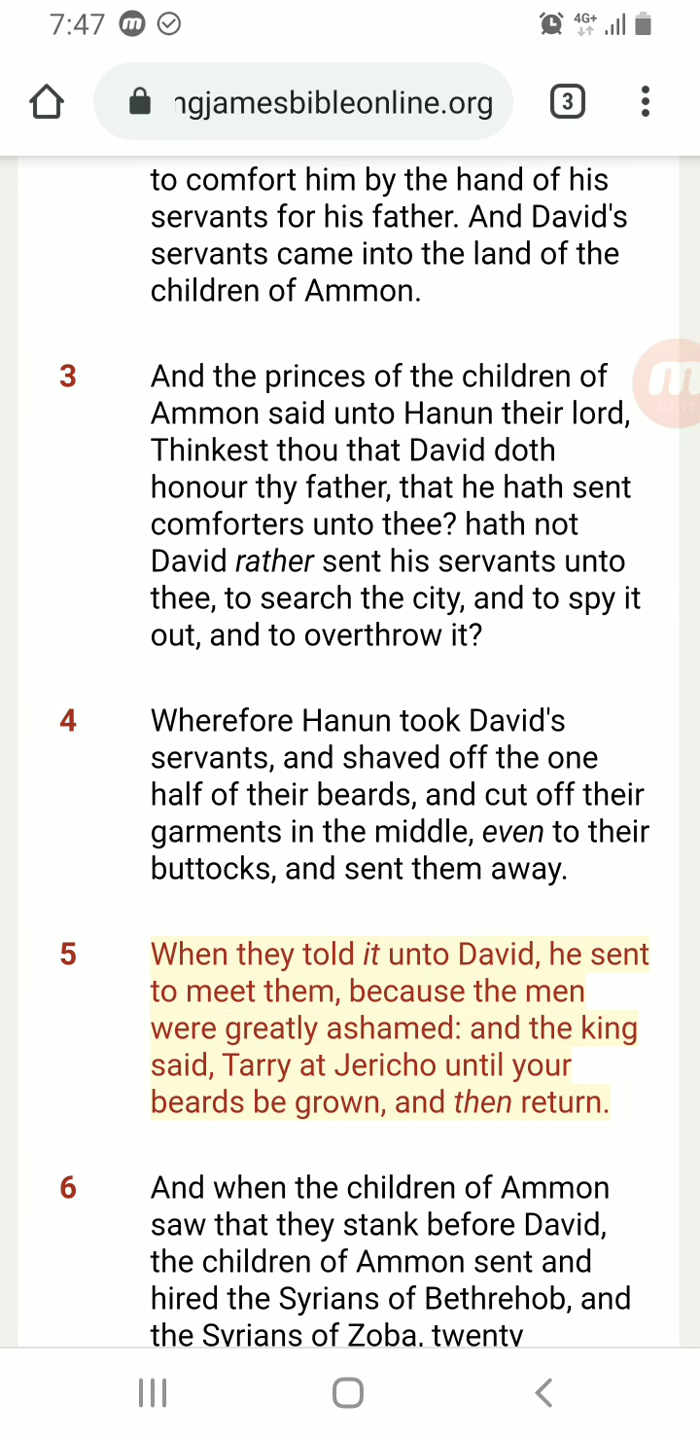 7:47
4G+
ngjamesbibleonline.org
3
to comfort him by the hand of his
servants for his father. And David's
servants came into the land of the
children of Ammon.
3 And the princes of the children of
Ammon said unto Hanun their lord,
Thinkest thou that David doth
honour thy father, that he hath sent
comforters unto thee? hath not
David rather sent his servants unto
thee, to search the city, and to spy it
out, and to overthrow it?
4 Wherefore Hanun took David's
servants, and shaved off the one
half of their beards, and cut off their
garments in the middle, even to their
buttocks, and sent them away.
5 When they told it unto David, he sent
to meet them, because the men
were greatly ashamed: and the king
said, Tarry at Jericho until your
beards be grown, and then return.
6 And when the children of Ammon
saw that they stank before David,
the children of Ammon sent and
hired the Syrians of Bethrehob, and
the Syrians of Zoba, twenty